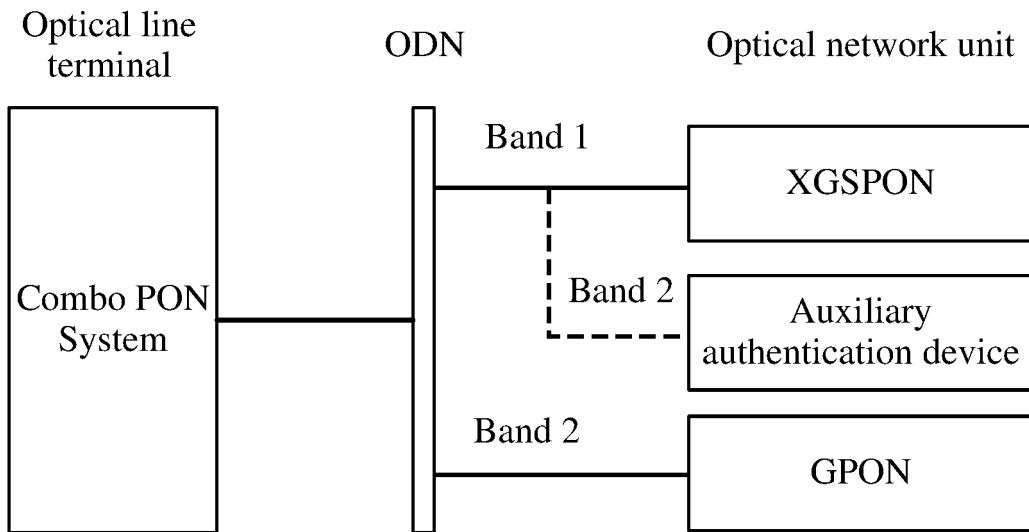 Optical line
terminal
ODN
Optical network unit
Band 1
XGSPON
Combo PON
System
Band 2
Auxiliary
authentication device
Band 2
GPON